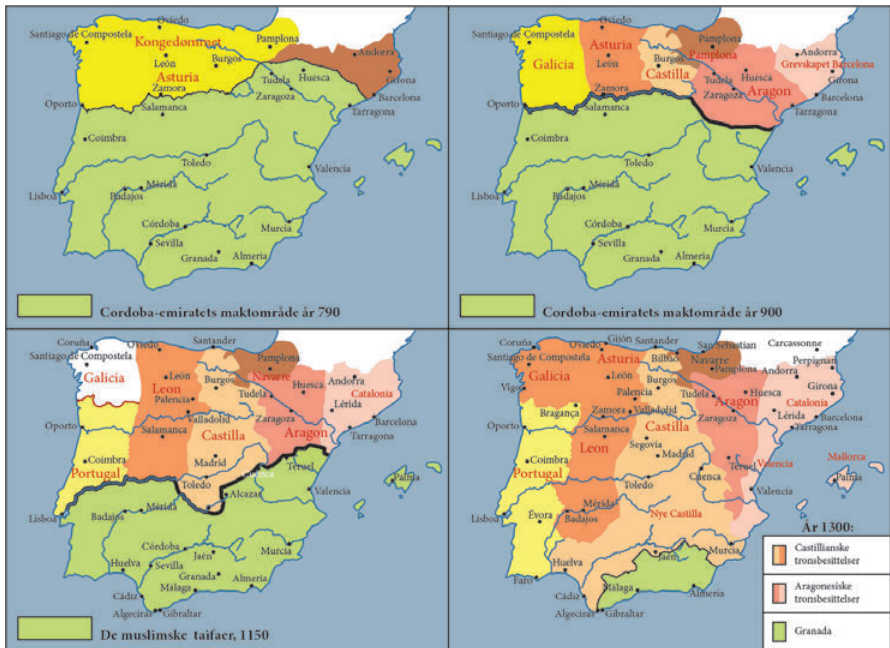 Oviedo
Santiago de Compostela
Kongedømmet
Pamplona
Andorra
León
Burgos
Asturia
Tudela
Huesca
Girona
Zamora
Zaragoza
Barcelona
Oporto
Salamanca
Tarragona
Coimbra
Toledo
Valencia
Lisboa
Mérida
Badajos
Córdoba
Murcia
Sevilla
Granada
Almeria
Cordoba-emiratets maktområde år 790
Oviedo
Santiago de Compostela
Pamplona
Asturia
Pamplona
Andorra
Galicia
León
Burgos
Grevskapet Barcelona
Castilla
Tudela
Huesca
Girona
Zamora
Zaragoza
Aragon
Barcelona
Oporto
Salamanca
Tarragona
Coimbra
Toledo
Valencia
Lisboa
Mérida
Badajos
Córdoba
Murcia
Sevilla
Granada
Almeria
Cordoba-emiratets maktområde år 900
Coruña
Oviedo
Santander
Santiago de Compostela
Pamplona
Galicia
León
Navarre
Andorra
Leon
Burgos
Huesca
Catalonia
Palencia
Tudela
Lérida
Valladolid
Zaragoza
Barcelona
Oporto
Salamanca
Castilla
Aragon
Tarragona
Coimbra
Madrid
Teruel
Portugal
Cuenca
Toledo
Alcazar
Palma
Valencia
Lisboa
Badajos
Mérida
Córdoba
Jaén
Murcia
Huelva
Sevilla
Granada
Almeria
Málaga
Cádiz
Algeciras
Gibraltar
De muslimske taifaer, 1150
Coruña
Oviedo
Gijón
Santander
San Sebastian
Carcassonne
Santiago de Compostela
Asturia
Bilbao
Navarre
Perpignan
Galicia
León
Pamplona
Andorra
Vigo
Burgos
Huesca
Girona
Palencia
Aragon
Catalonia
Bragança
Tudela
Lérida
Zamora
Valladolid
Zaragoza
Barcelona
Oporto
Salamanca
Castilla
Tarragona
Leon
Segovia
Coimbra
Madrid
Teruel
Valencia
Mallorca
Portugal
Cuenca
Palma
Toledo
Valencia
Lisboa
Évora
Mérida
Badajos
Nye Castilla
År 1300:
Murcia
Jaén
Huelva
Castillianske
tronsbesittelser
Faro
Málaga
Almeria
Aragonesiske
tronsbesittelser
Cádiz
Algeciras
Gibraltar
Granada